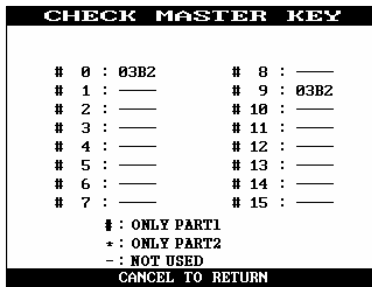 CHECK MASTER KEY
# 0 : 03B2 # 8 : ——
# 1 : —— # 9 : 03B2
# 2 : —— # 10 : ——
# 3 : —— # 11 : ——
# 4 : —— # 12 : ——
# 5 : —— # 13 : ——
# 6 : —— # 14 : ——
# 7 : —— # 15 : ——
# : ONLY PART1
* : ONLY PART2
- : NOT USED
CANCEL TO RETURN